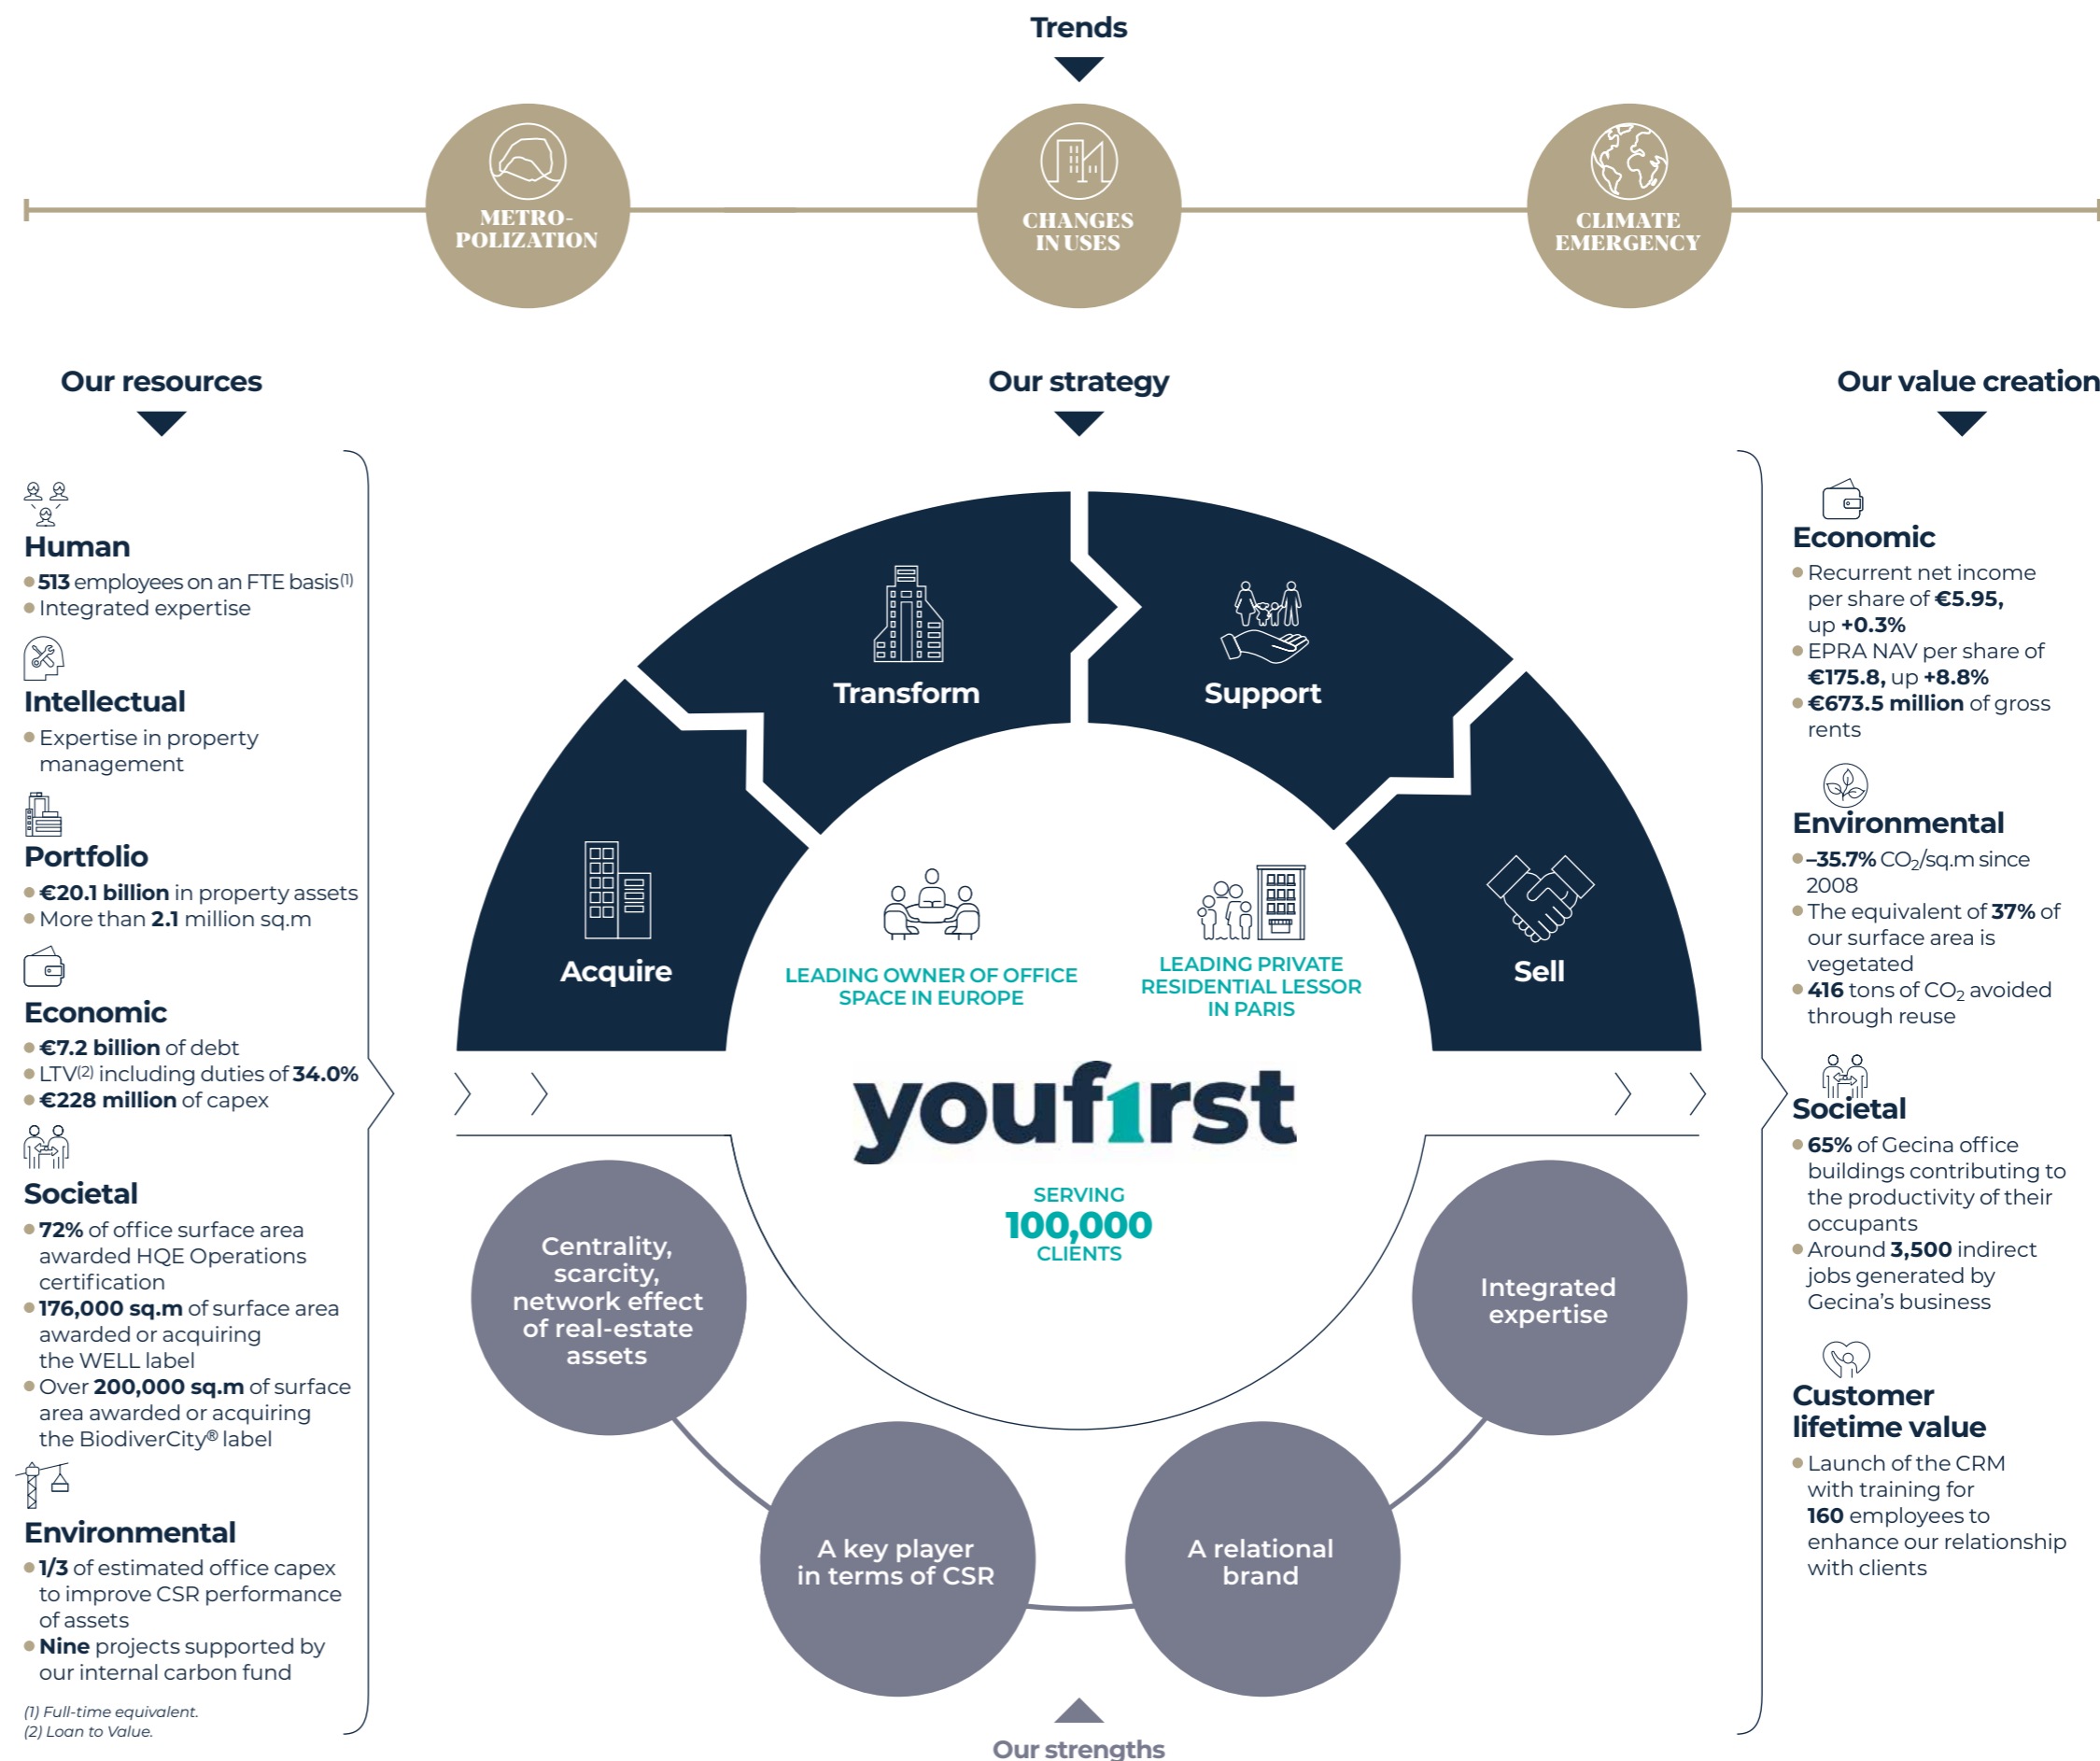 Trends
METRO-
POLIZATION
CHANGES
IN USES
CLIMATE
EMERGENCY
Our resources
Human
513 employees on an FTE basis(1)
Integrated expertise
Intellectual
Expertise in property
management
Portfolio
€20.1 billion in property assets
More than 2.1 million sq.m
Economic
€7.2 billion of debt
LTV(2) including duties of 34.0%
€228 million of capex
Societal
72% of office surface area
awarded HQE Operations
certification
176,000 sq.m of surface area
awarded or acquiring
the WELL label
Over 200,000 sq.m of surface
area awarded or acquiring
the BiodiverCity® label
Environmental
1/3 of estimated office capex
to improve CSR performance
of assets
Nine projects supported by
our internal carbon fund
(1) Full-time equivalent.
(2) Loan to Value.
Our strategy
Acquire
Transform
Support
Sell
LEADING OWNER OF OFFICE
SPACE IN EUROPE
LEADING PRIVATE
RESIDENTIAL LESSOR
IN PARIS
youf1rst
SERVING
100,000
CLIENTS
Centrality,
scarcity,
network effect
of real-estate
assets
A key player
in terms of CSR
A relational
brand
Integrated
expertise
Our strengths
Our value creation
Economic
Recurrent net income
per share of €5.95,
up +0.3%
EPRA NAV per share of
€175.8, up +8.8%
€673.5 million of gross
rents
Environmental
–35.7% CO₂/sq.m since
2008
The equivalent of 37% of
our surface area is
vegetated
416 tons of CO₂ avoided
through reuse
Societal
65% of Gecina office
buildings contributing to
the productivity of their
occupants
Around 3,500 indirect
jobs generated by
Gecina’s business
Customer
lifetime value
Launch of the CRM
with training for
160 employees to
enhance our relationship
with clients